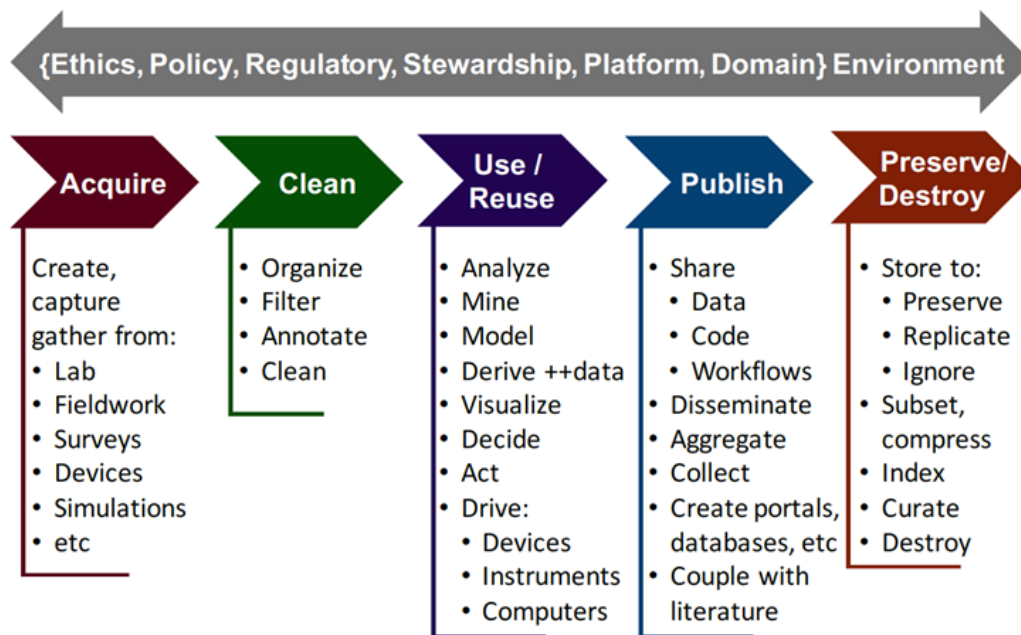 {Ethics, Policy, Regulatory, Stewardship, Platform, Domain} Environment
Acquire
Create,
capture
gather from:
• Lab
• Fieldwork
• Surveys
• Devices
• Simulations
• etc
Clean
• Organize
• Filter
• Annotate
• Clean
Use /
Reuse
• Analyze
• Mine
• Model
• Derive ++data
• Visualize
• Decide
• Act
• Drive:
• Devices
• Instruments
• Computers
Publish
• Share
• Data
• Code
• Workflows
• Disseminate
• Aggregate
• Collect
• Create portals,
databases, etc
• Couple with
literature
Preserve/
Destroy
• Store to:
• Preserve
• Replicate
• Ignore
• Subset,
compress
• Index
• Curate
• Destroy